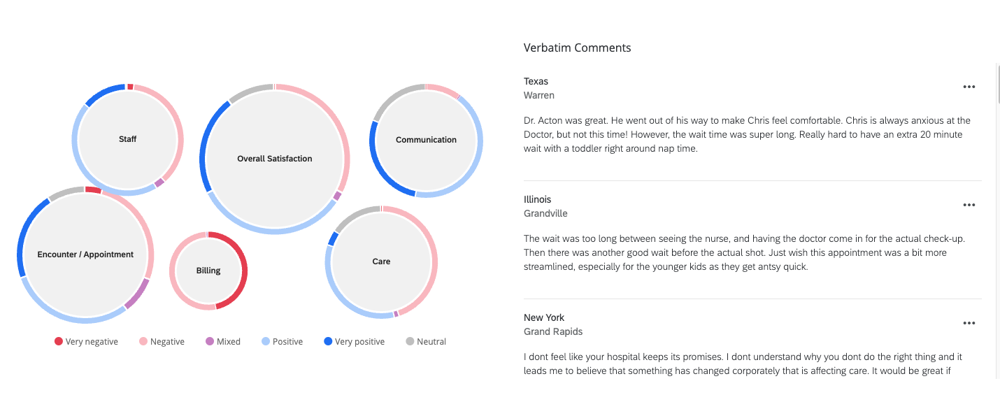 Staff
Overall Satisfaction
Communication
Encounter / Appointment
Billing
Care
Very negative
Negative
Mixed
Positive
Very positive
Neutral
Verbatim Comments
Texas
Warren
Dr. Acton was great. He went out of his way to make Chris feel comfortable. Chris is always anxious at the
Doctor, but not this time! However, the wait time was super long. Really hard to have an extra 20 minute
wait with a toddler right around nap time.
Illinois
Grandville
The wait was too long between seeing the nurse, and having the doctor come in for the actual check-up.
Then there was another good wait before the actual shot. Just wish this appointment was a bit more
streamlined, especially for the younger kids as they get antsy quick.
New York
Grand Rapids
I dont feel like your hospital keeps its promises. I dont understand why you dont do the right thing and it
leads me to believe that something has changed corporately that is affecting care. It would be great if